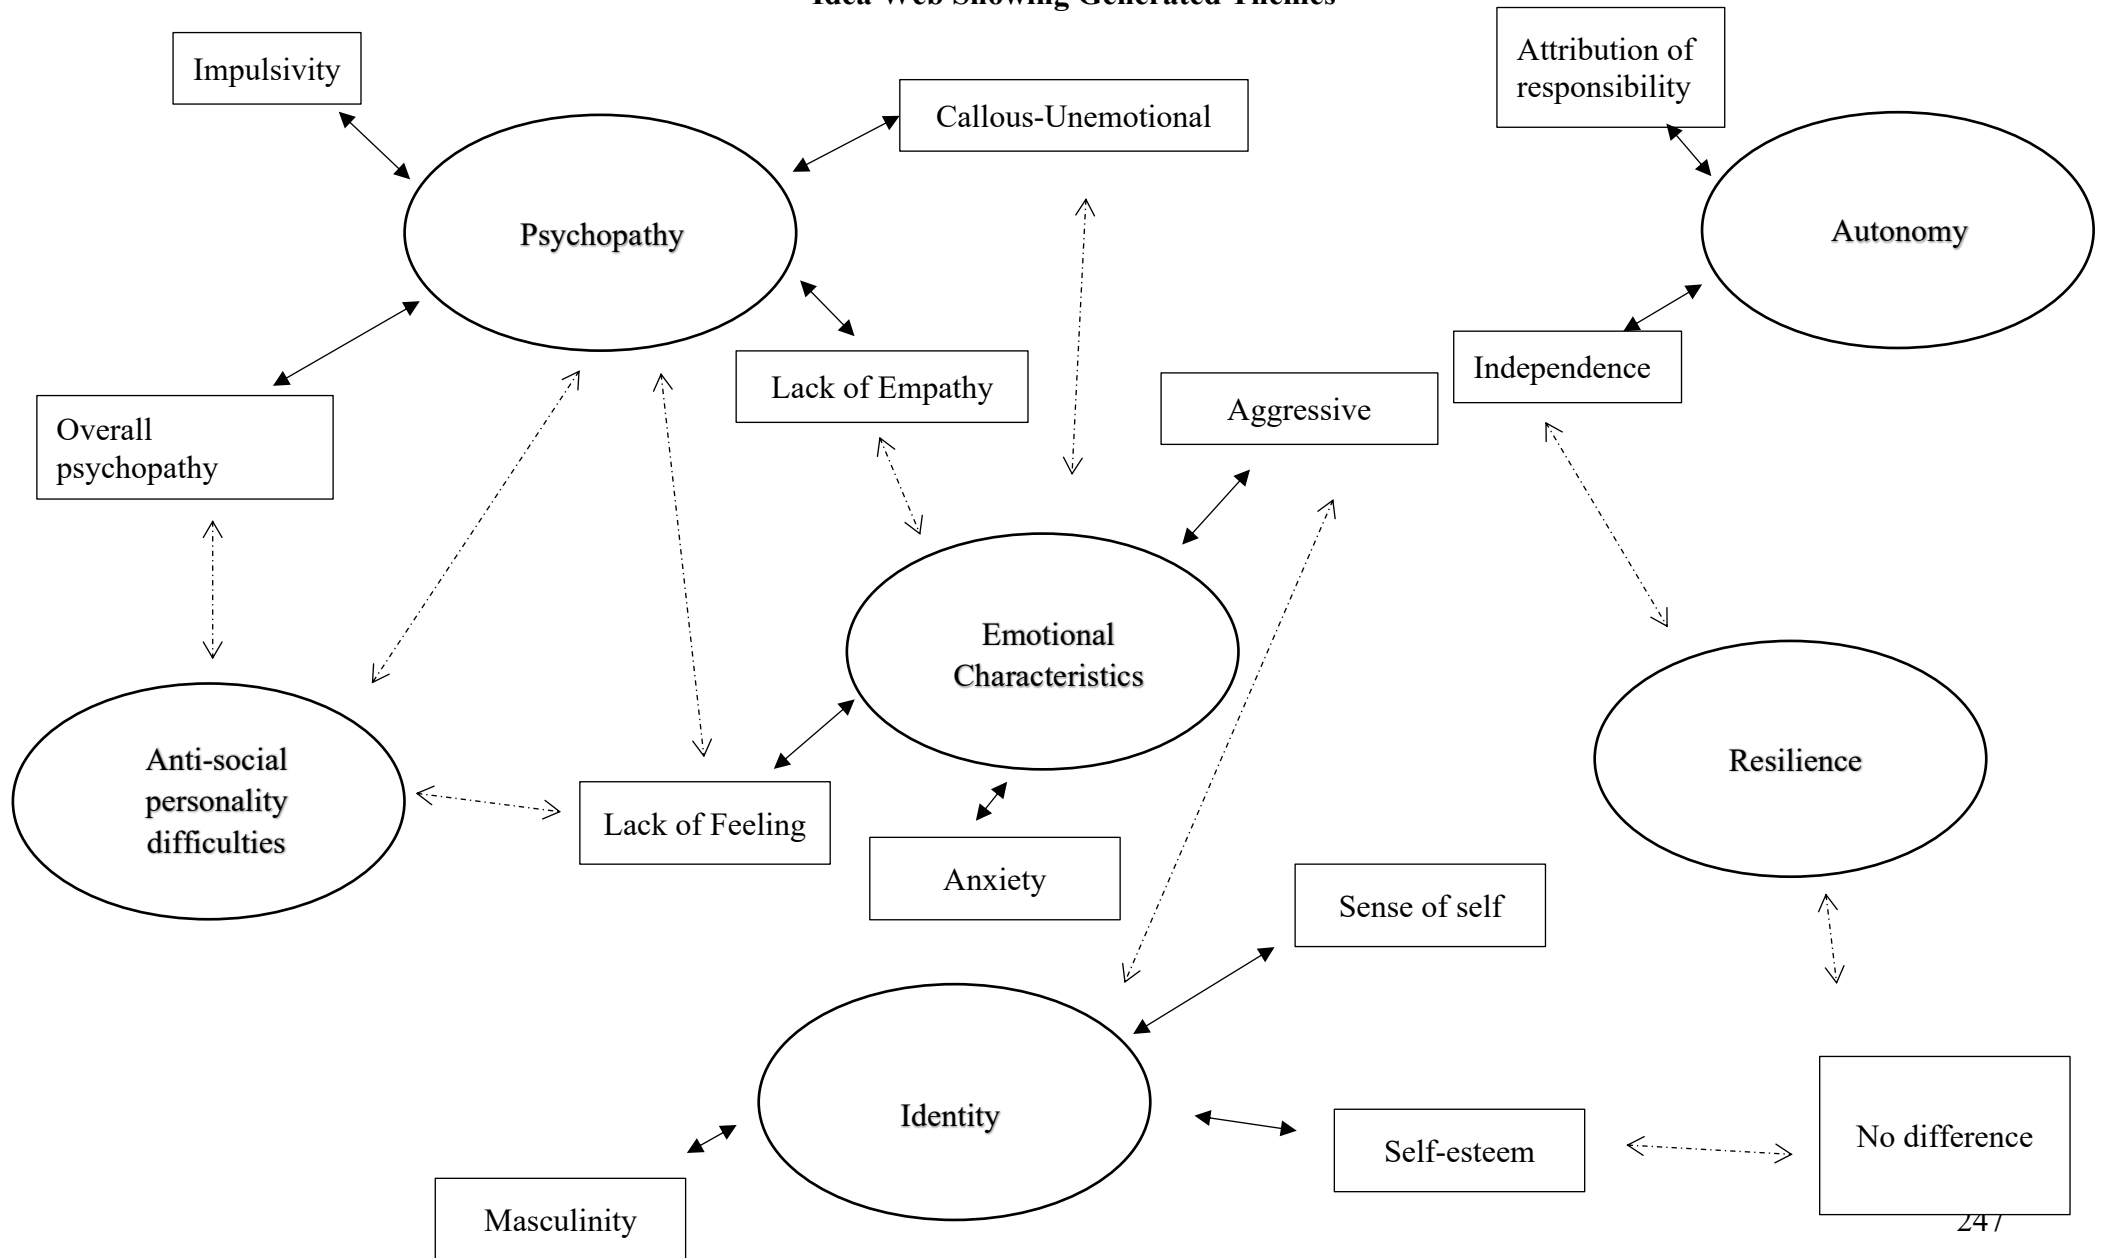 Idea Web Showing Generated Themes
Impulsivity
Attribution of
responsibility
Callous-Unemotional
Psychopathy
Autonomy
Lack of Empathy
Independence
Aggressive
Overall
psychopathy
Emotional
Characteristics
Anti-social
personality
difficulties
Resilience
Lack of Feeling
Anxiety
Sense of self
Identity
Self-esteem
No difference
Masculinity
247